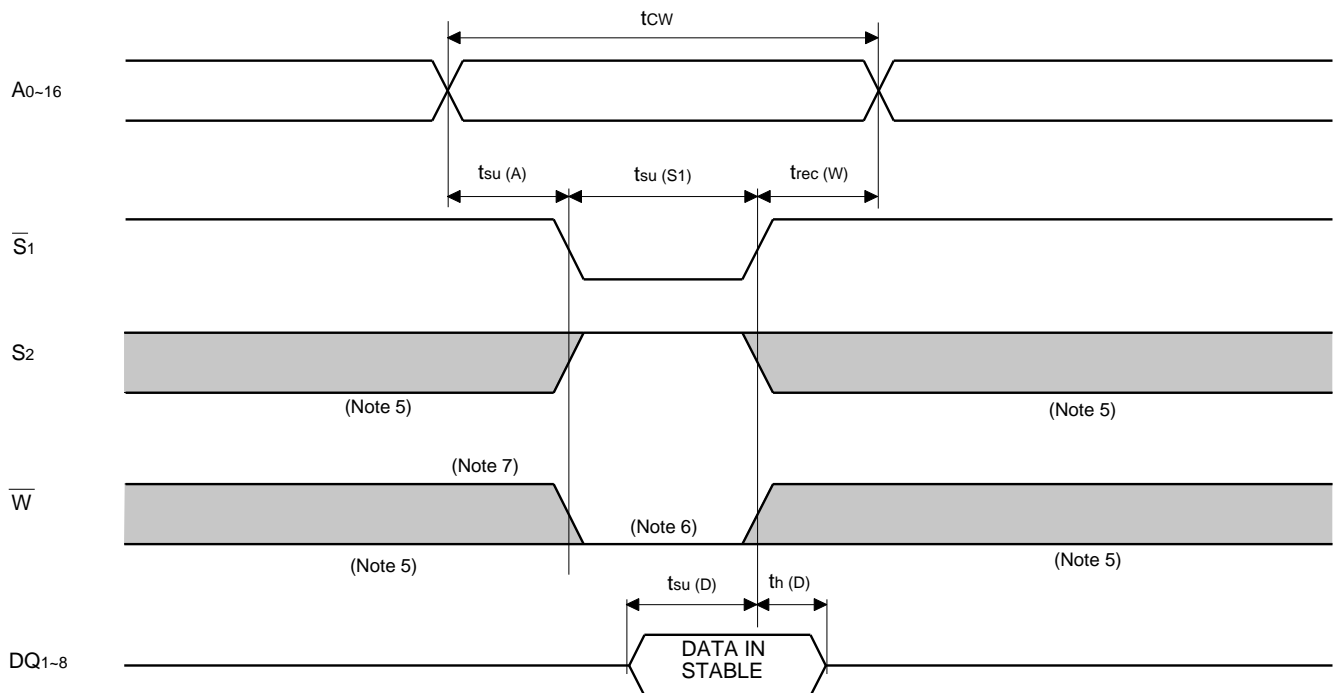 tCW
A0~16
tsu (A)
tsu (S1)
trec (W)
S1
S2
(Note 5)
(Note 5)
(Note 7)
W
(Note 6)
(Note 5)
(Note 5)
tsu (D)
th (D)
DQ1~8
DATA IN
STABLE